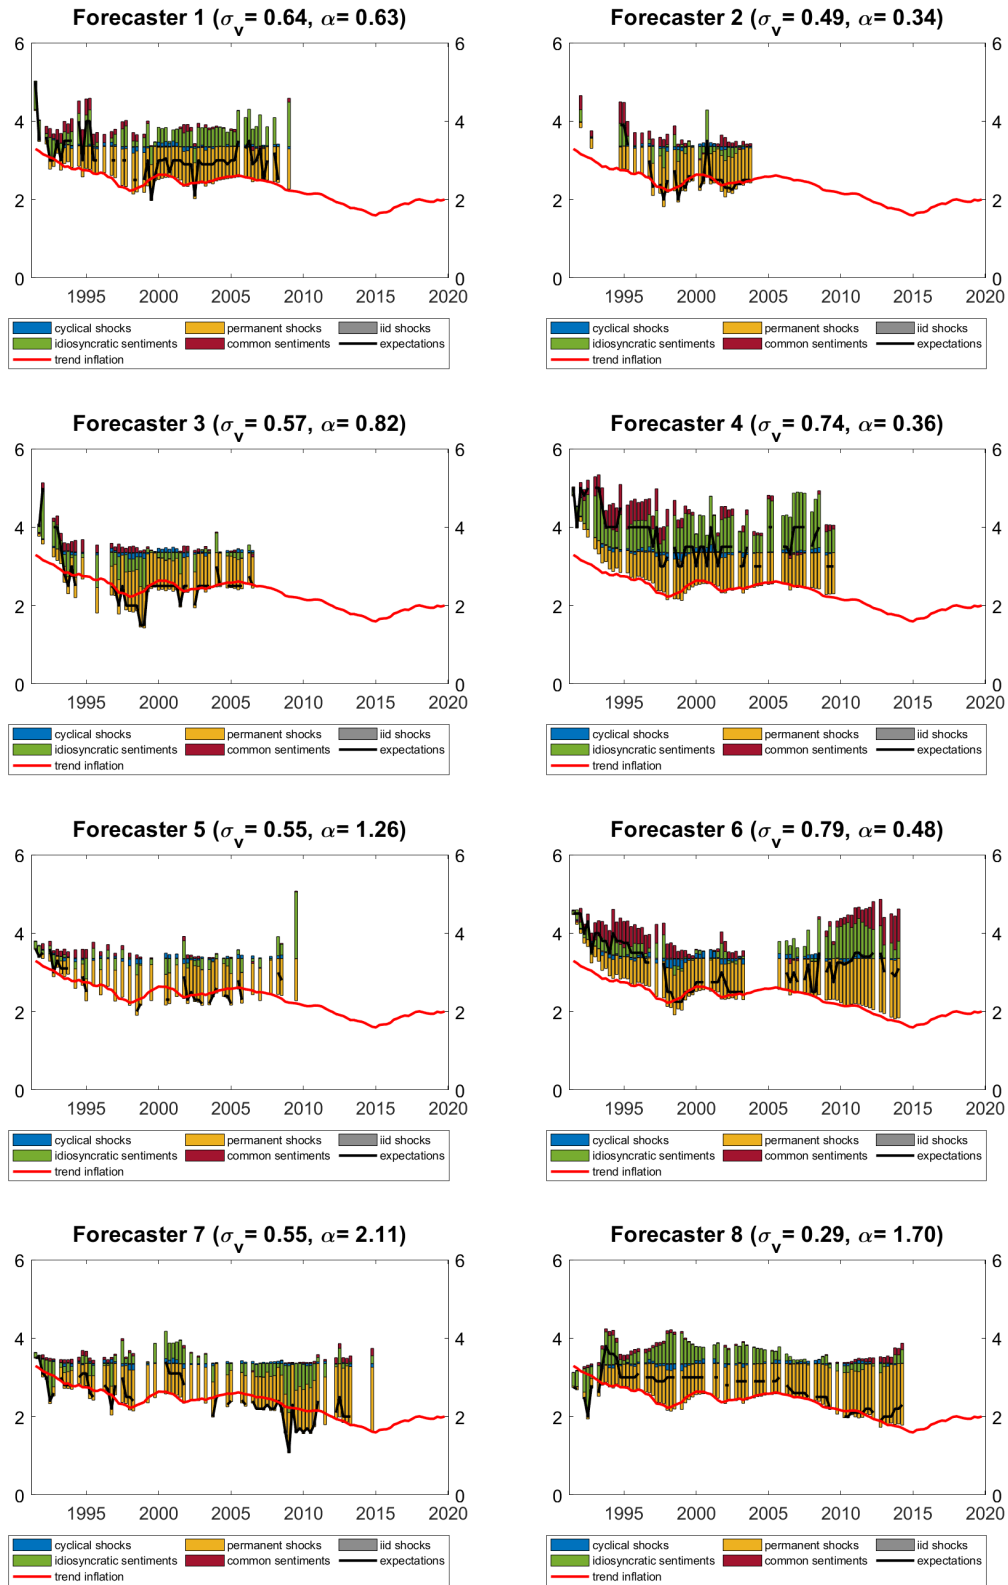 Forecaster 1 (σv= 0.64, α= 0.63)
6 6
4 4
2 2
0 0
1995 2000 2005 2010 2015 2020
cyclical shocks permanent shocks iid shocks
idiosyncratic sentiments common sentiments expectations
trend inflation
Forecaster 2 (σv= 0.49, α= 0.34)
6 6
4 4
2 2
0 0
1995 2000 2005 2010 2015 2020
cyclical shocks permanent shocks iid shocks
idiosyncratic sentiments common sentiments expectations
trend inflation
Forecaster 3 (σv= 0.57, α= 0.82)
6 6
4 4
2 2
0 0
1995 2000 2005 2010 2015 2020
cyclical shocks permanent shocks iid shocks
idiosyncratic sentiments common sentiments expectations
trend inflation
Forecaster 4 (σv= 0.74, α= 0.36)
6 6
4 4
2 2
0 0
1995 2000 2005 2010 2015 2020
cyclical shocks permanent shocks iid shocks
idiosyncratic sentiments common sentiments expectations
trend inflation
Forecaster 5 (σv= 0.55, α= 1.26)
6 6
4 4
2 2
0 0
1995 2000 2005 2010 2015 2020
cyclical shocks permanent shocks iid shocks
idiosyncratic sentiments common sentiments expectations
trend inflation
Forecaster 6 (σv= 0.79, α= 0.48)
6 6
4 4
2 2
0 0
1995 2000 2005 2010 2015 2020
cyclical shocks permanent shocks iid shocks
idiosyncratic sentiments common sentiments expectations
trend inflation
Forecaster 7 (σv= 0.55, α= 2.11)
6 6
4 4
2 2
0 0
1995 2000 2005 2010 2015 2020
cyclical shocks permanent shocks iid shocks
idiosyncratic sentiments common sentiments expectations
trend inflation
Forecaster 8 (σv= 0.29, α= 1.70)
6 6
4 4
2 2
0 0
1995 2000 2005 2010 2015 2020
cyclical shocks permanent shocks iid shocks
idiosyncratic sentiments common sentiments expectations
trend inflation